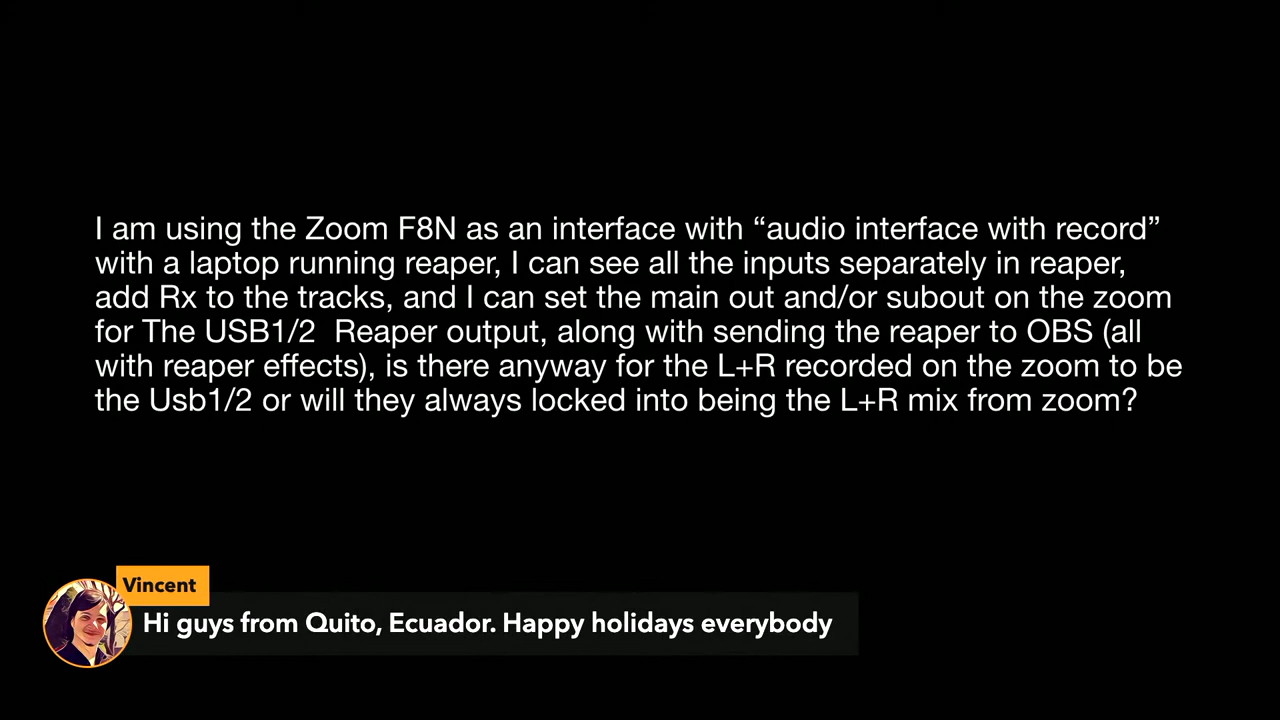 I am using the Zoom F8N as an interface with “audio interface with record”
with a laptop running reaper, I can see all the inputs separately in reaper,
add Rx to the tracks, and I can set the main out and/or subout on the zoom
for The USB1/2  Reaper output, along with sending the reaper to OBS (all
with reaper effects), is there anyway for the L+R recorded on the zoom to be
the Usb1/2 or will they always locked into being the L+R mix from zoom?
Vincent
Hi guys from Quito, Ecuador. Happy holidays everybody